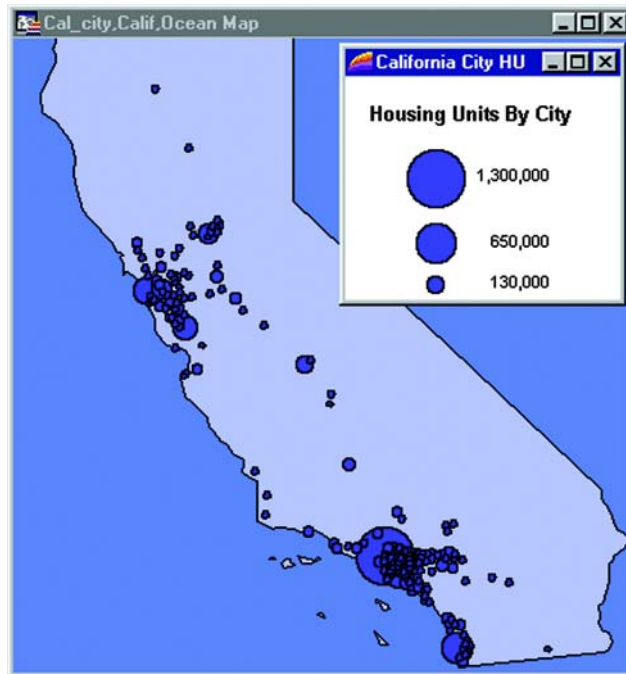 Cal_city,Calif,Ocean Map
California City HU
Housing Units By City
1,300,000
650,000
130,000